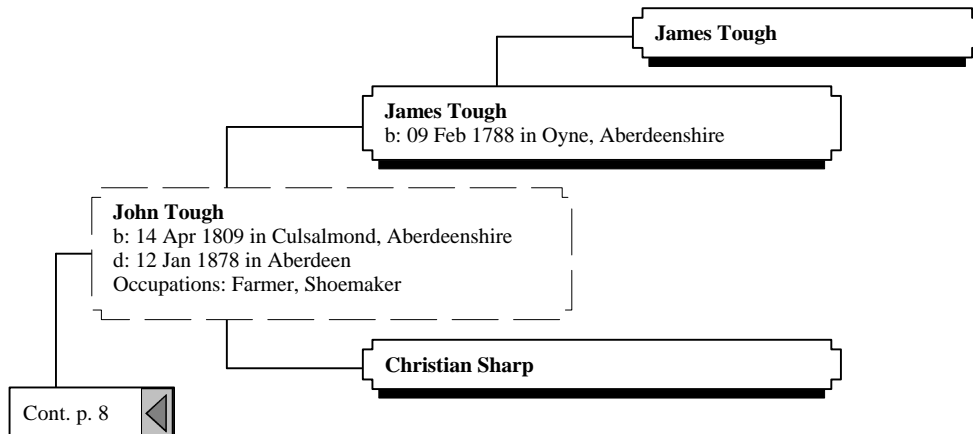 James Tough
James Tough
b: 09 Feb 1788 in Oyne, Aberdeenshire
John Tough
b: 14 Apr 1809 in Culsalmond, Aberdeenshire
d: 12 Jan 1878 in Aberdeen
Occupations: Farmer, Shoemaker
Christian Sharp
Cont. p. 8